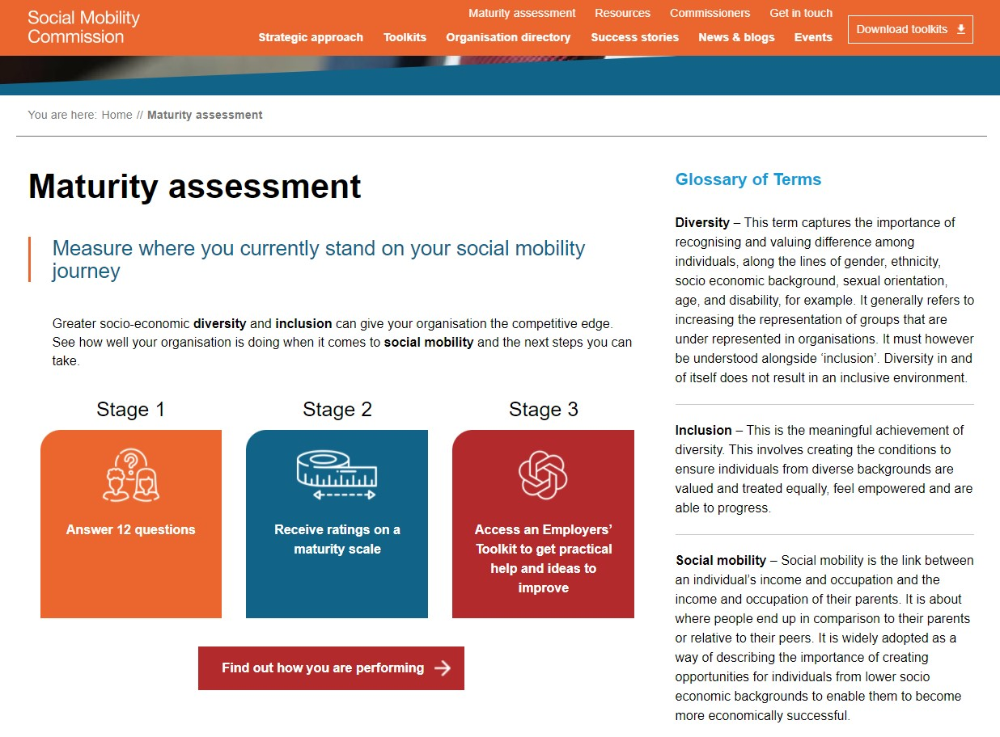 Social Mobility
Commission
Maturity assessment Resources Commissioners Get in touch
Strategic approach Toolkits Organisation directory Success stories News & blogs Events
Download toolkits
You are here: Home // Maturity assessment
Maturity assessment
Measure where you currently stand on your social mobility
journey
Greater socio-economic diversity and inclusion can give your organisation the competitive edge.
See how well your organisation is doing when it comes to social mobility and the next steps you can
take.
Stage 1
?
Answer 12 questions
Stage 2
Receive ratings on a
maturity scale
Stage 3
Access an Employers’
Toolkit to get practical
help and ideas to
improve
Find out how you are performing
Glossary of Terms
Diversity – This term captures the importance of
recognising and valuing difference among
individuals, along the lines of gender, ethnicity,
socio economic background, sexual orientation,
age, and disability, for example. It generally refers to
increasing the representation of groups that are
under represented in organisations. It must however
be understood alongside ‘inclusion’. Diversity in and
of itself does not result in an inclusive environment.
Inclusion – This is the meaningful achievement of
diversity. This involves creating the conditions to
ensure individuals from diverse backgrounds are
valued and treated equally, feel empowered and are
able to progress.
Social mobility – Social mobility is the link between
an individual’s income and occupation and the
income and occupation of their parents. It is about
where people end up in comparison to their parents
or relative to their peers. It is widely adopted as a
way of describing the importance of creating
opportunities for individuals from lower socio
economic backgrounds to enable them to become
more economically successful.